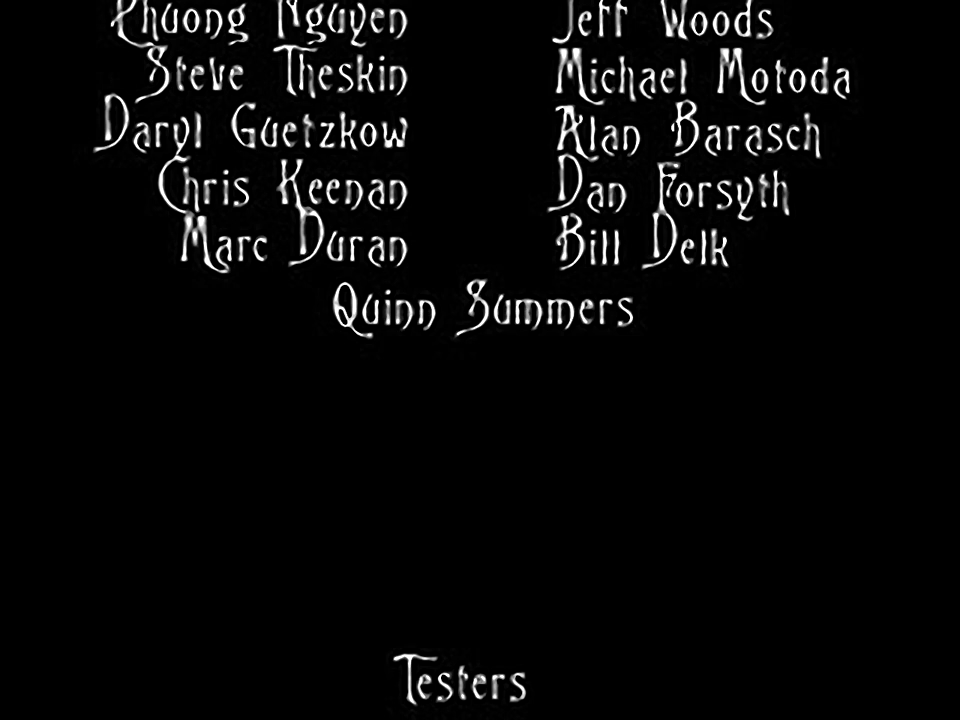 Phuong Nguyen Jeff Woods
Steve Theskin Michael Motoda
Daryl Guetzkow Alan Barasch
Chris Keenan Dan Forsyth
Marc Duran Bill Delk
Quinn Summers
Testers